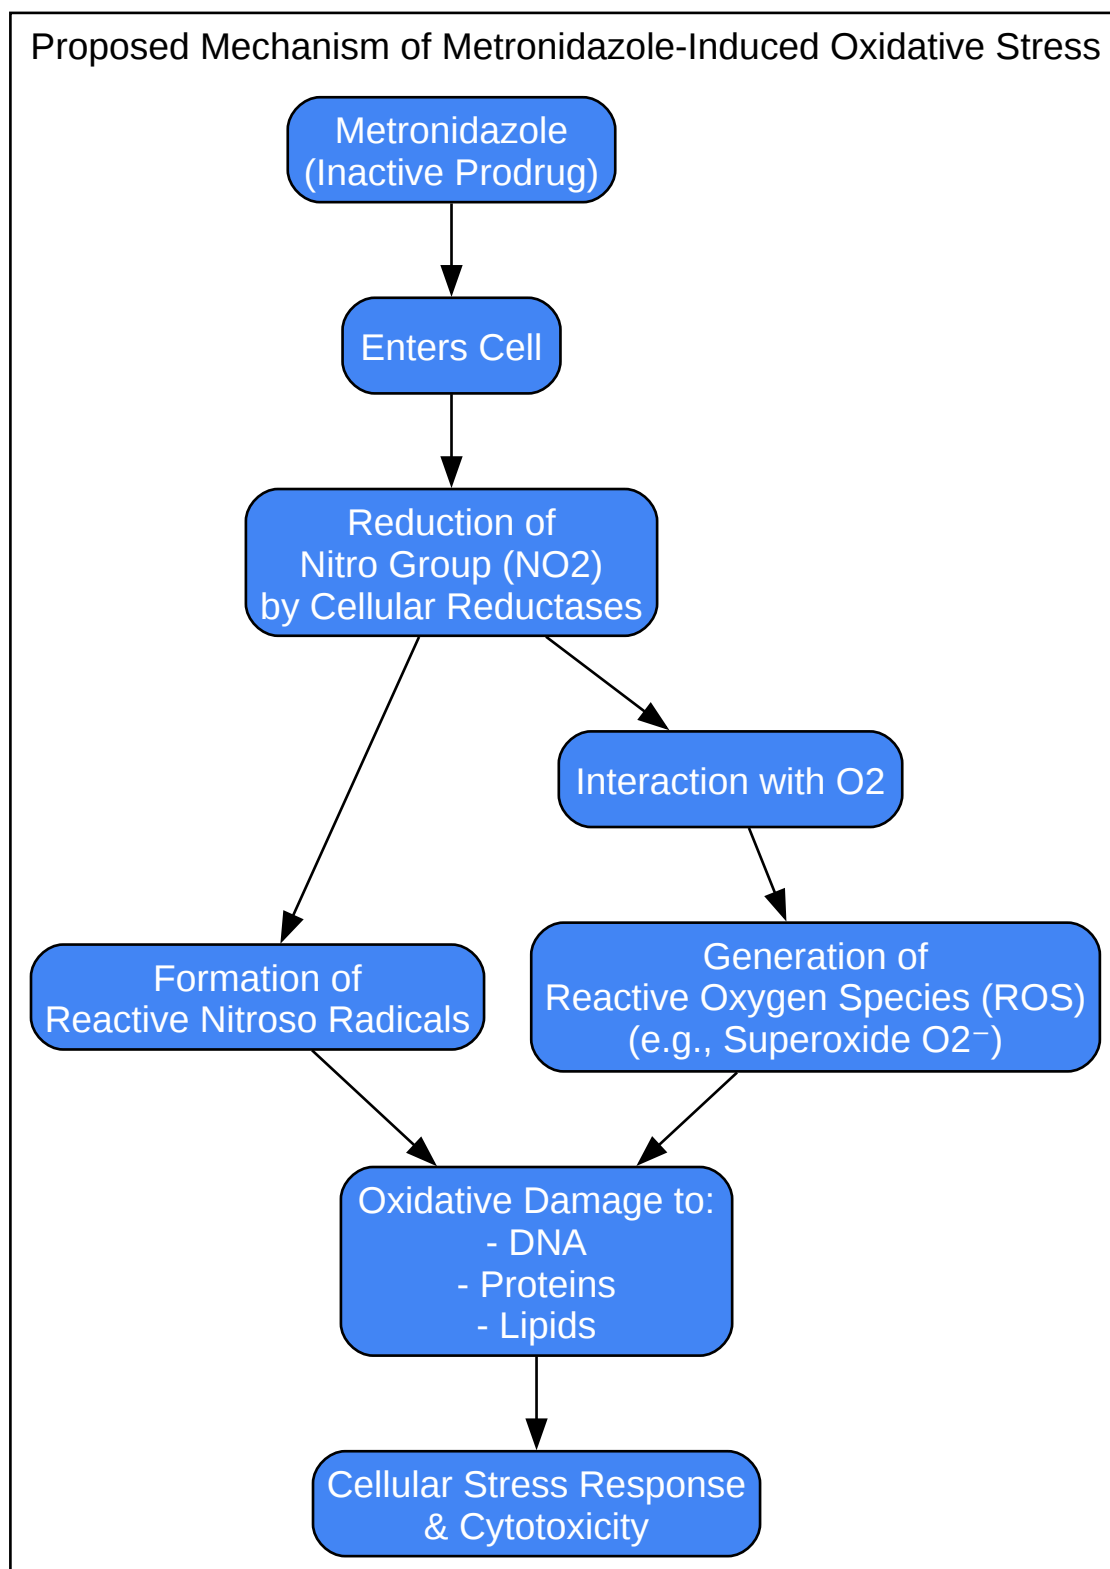 Proposed Mechanism of Metronidazole-Induced Oxidative Stress
Metronidazole
(Inactive Prodrug)
Enters Cell
Reduction of
Nitro Group (NO2)
by Cellular Reductases
Interaction with O2
Formation of
Reactive Nitroso Radicals
Generation of
Reactive Oxygen Species (ROS)
(e.g., Superoxide O2⁻)
Oxidative Damage to:
- DNA
- Proteins
- Lipids
Cellular Stress Response
& Cytotoxicity